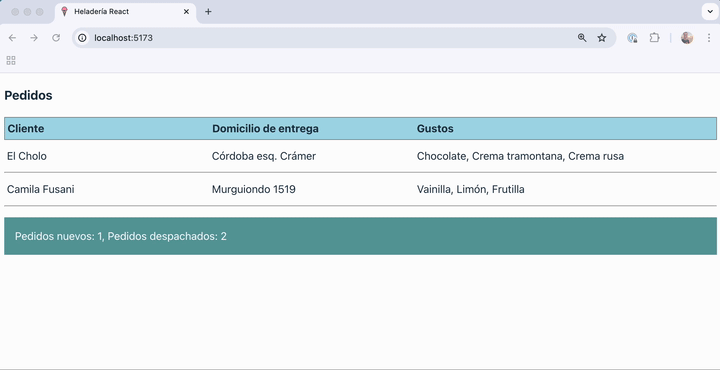 Heladería React
localhost:5173
Pedidos
Cliente Domicilio de entrega Gustos
El Cholo Córdoba esq. Crámer Chocolate, Crema tramontana, Crema rusa
Camila Fusani Murguiondo 1519 Vainilla, Limón, Frutilla
Pedidos nuevos: 1, Pedidos despachados: 2